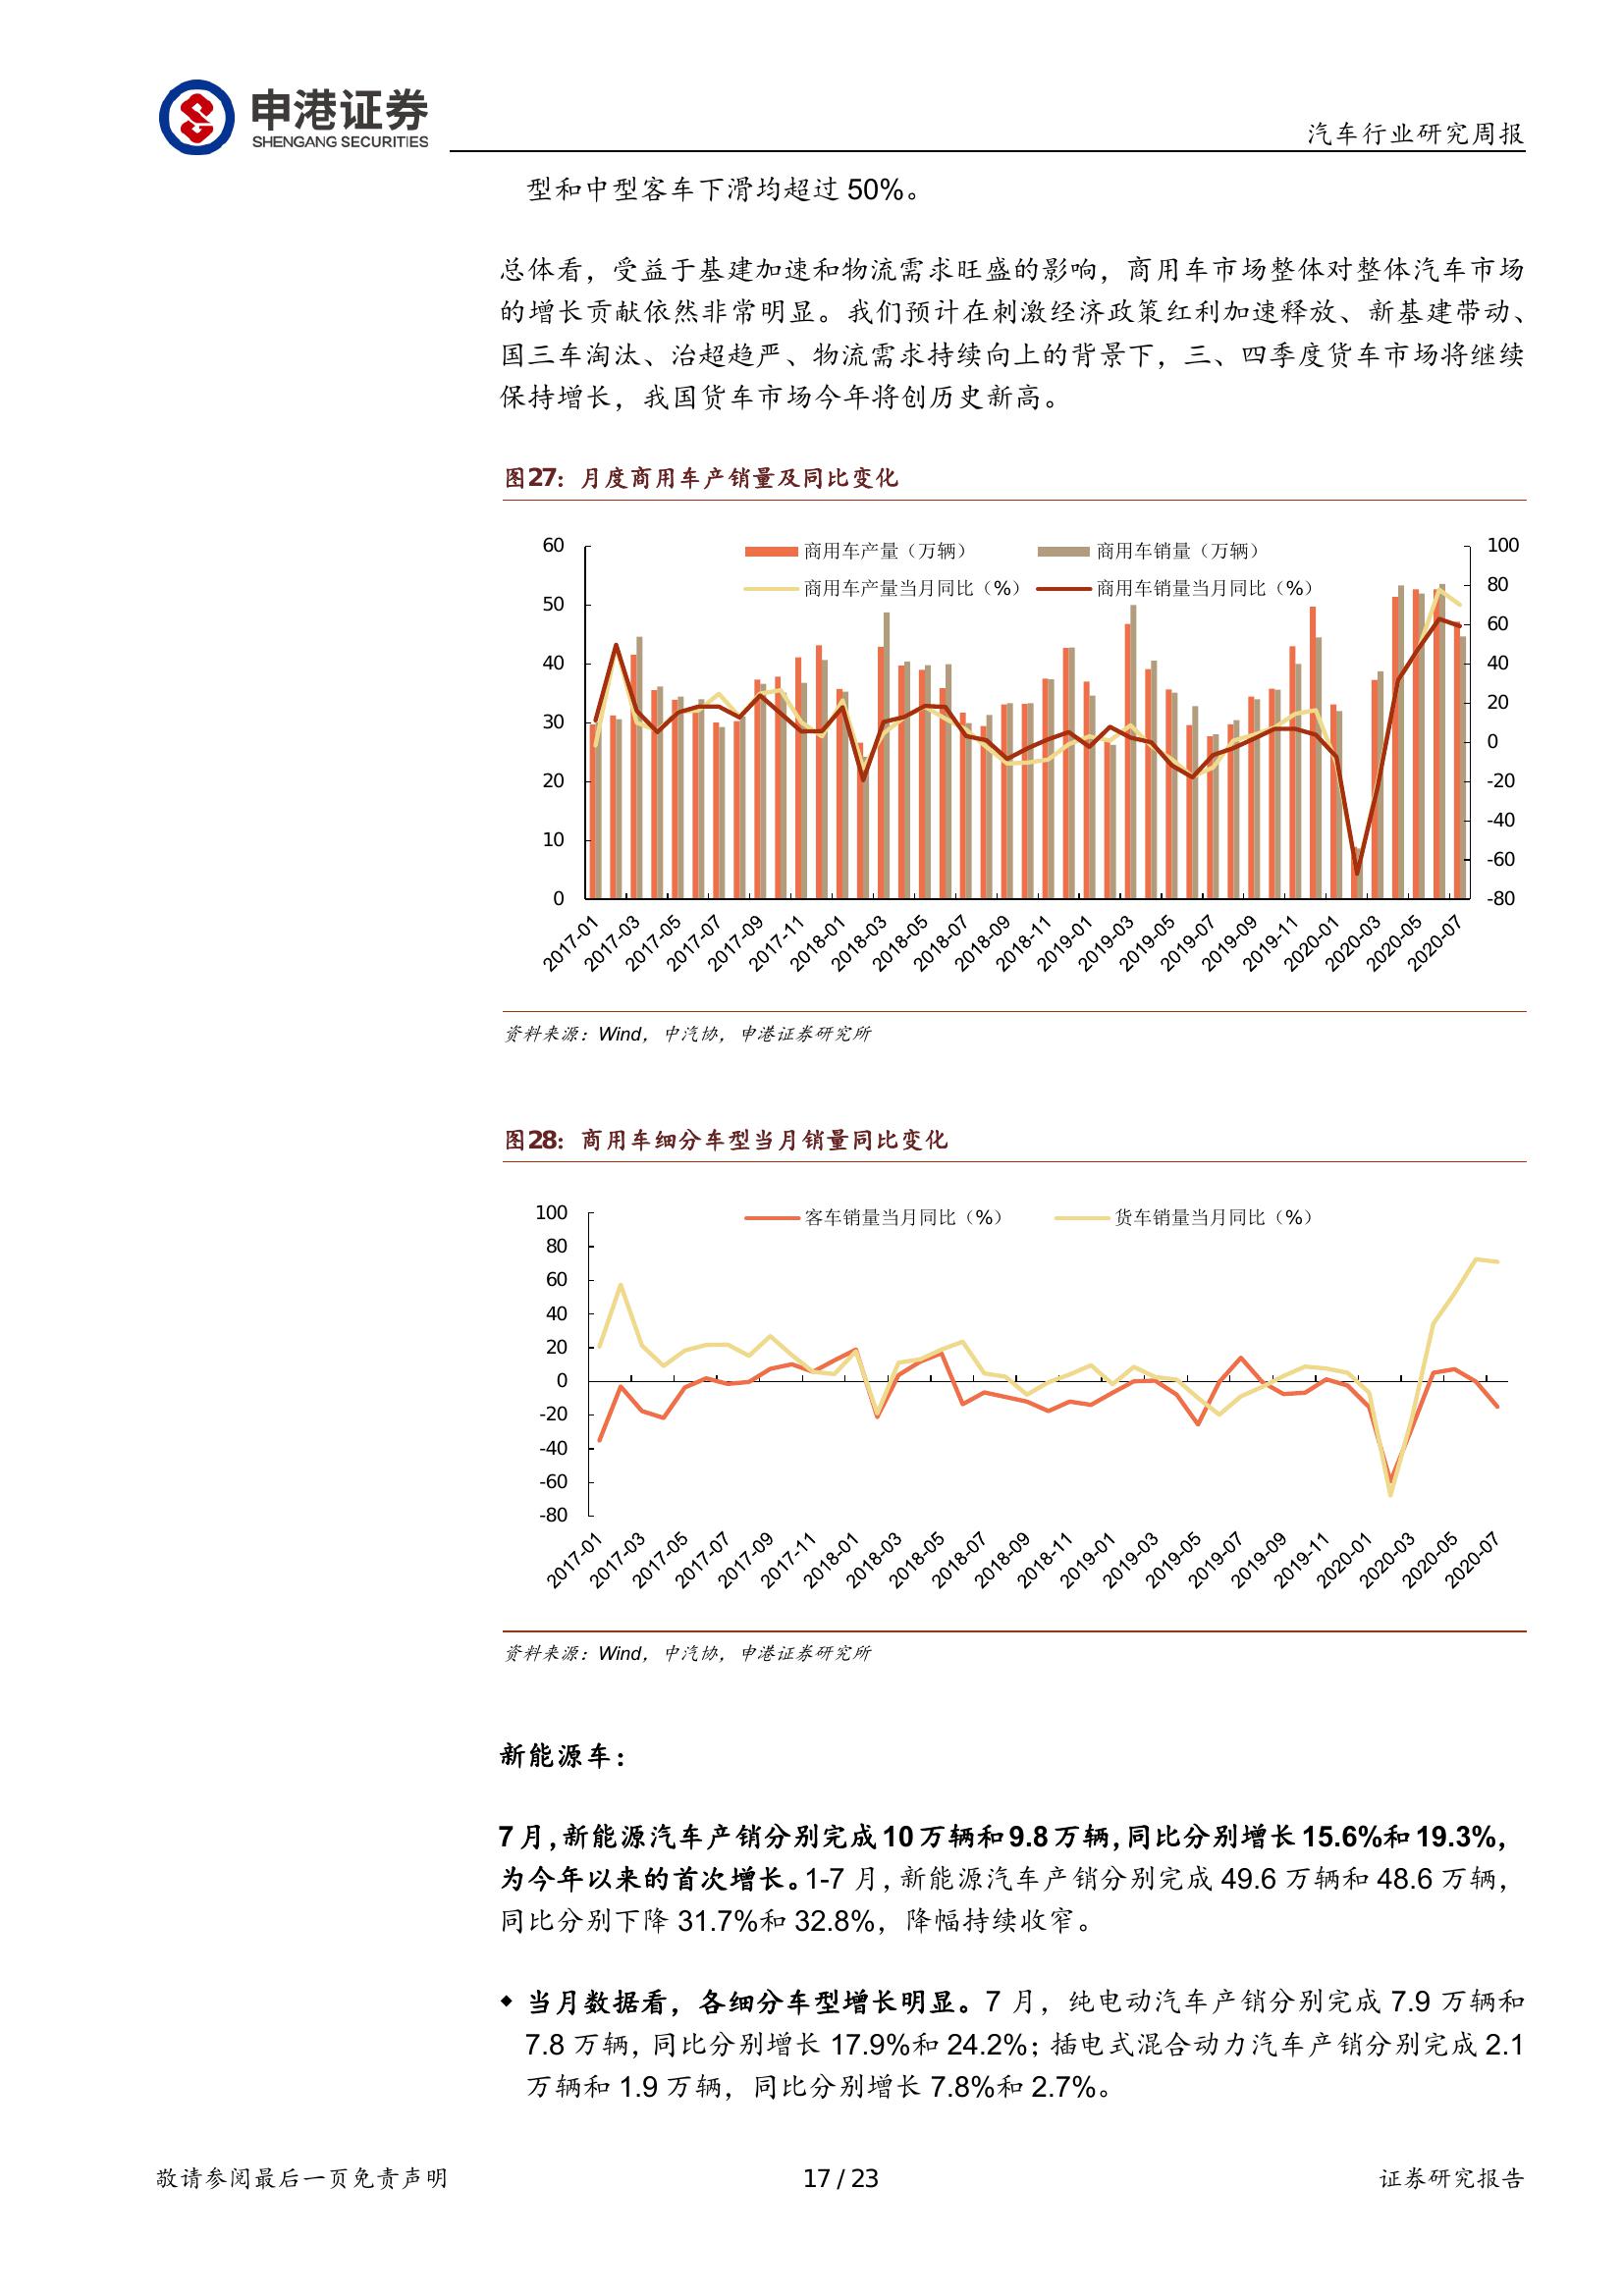 申港证券
SHENGANG SECURITIES
汽车行业研究周报
型和中型客车下滑均超过 50%。
总体看，受益于基建加速和物流需求旺盛的影响，商用车市场整体对整体汽车市场
的增长贡献依然非常明显。我们预计在刺激经济政策红利加速释放、新基建带动、
国三车淘汰、治超趋严、物流需求持续向上的背景下，三、四季度货车市场将继续
保持增长，我国货车市场今年将创历史新高。
图27：月度商用车产销量及同比变化
商用车产量（万辆） 商用车销量（万辆）
商用车产量当月同比（%） 商用车销量当月同比（%）
60 100
50 80
60
40 40
30 20
0
20 -20
10 -40
-60
0 -80
2017-01 2017-03 2017-05 2017-07 2017-09 2017-11 2018-01 2018-03 2018-05 2018-07 2018-09 2018-11 2019-01 2019-03 2019-05 2019-07 2019-09 2019-11 2020-01 2020-03 2020-05 2020-07
资料来源：Wind，中汽协，申港证券研究所
图28：商用车细分车型当月销量同比变化
客车销量当月同比（%） 货车销量当月同比（%）
100
80
60
40
20
0
-20
-40
-60
-80
2017-01 2017-03 2017-05 2017-07 2017-09 2017-11 2018-01 2018-03 2018-05 2018-07 2018-09 2018-11 2019-01 2019-03 2019-05 2019-07 2019-09 2019-11 2020-01 2020-03 2020-05 2020-07
资料来源：Wind，中汽协，申港证券研究所
新能源车：
7 月，新能源汽车产销分别完成 10 万辆和 9.8 万辆，同比分别增长 15.6%和 19.3%，
为今年以来的首次增长。1-7 月，新能源汽车产销分别完成 49.6 万辆和 48.6 万辆，
同比分别下降 31.7%和 32.8%，降幅持续收窄。
◆ 当月数据看，各细分车型增长明显。7 月，纯电动汽车产销分别完成 7.9 万辆和
7.8 万辆，同比分别增长 17.9%和 24.2%；插电式混合动力汽车产销分别完成 2.1
万辆和 1.9 万辆，同比分别增长 7.8%和 2.7%。
敬请参阅最后一页免责声明 17 / 23 证券研究报告